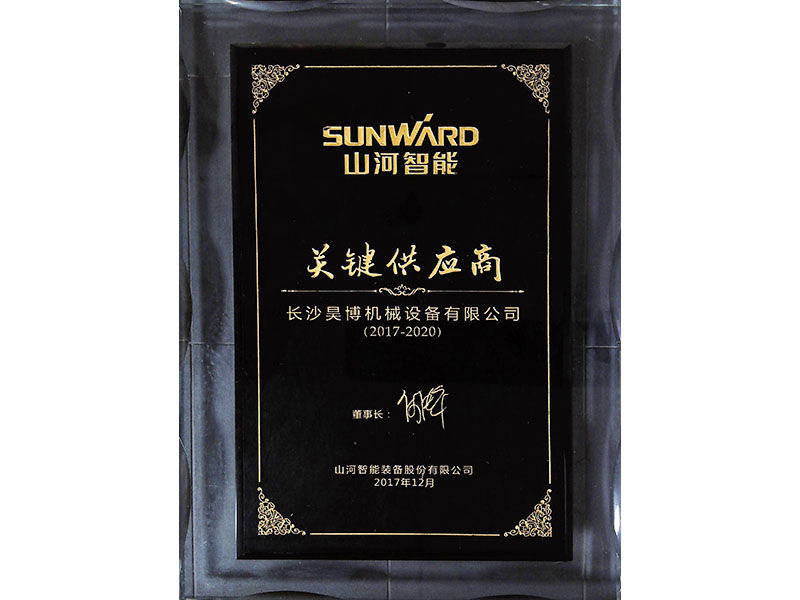 SUNWARD
山河智能
关键供应商
长沙昊博机械设备有限公司
(2017-2020)
董事长:
山河智能装备股份有限公司
2017年12月